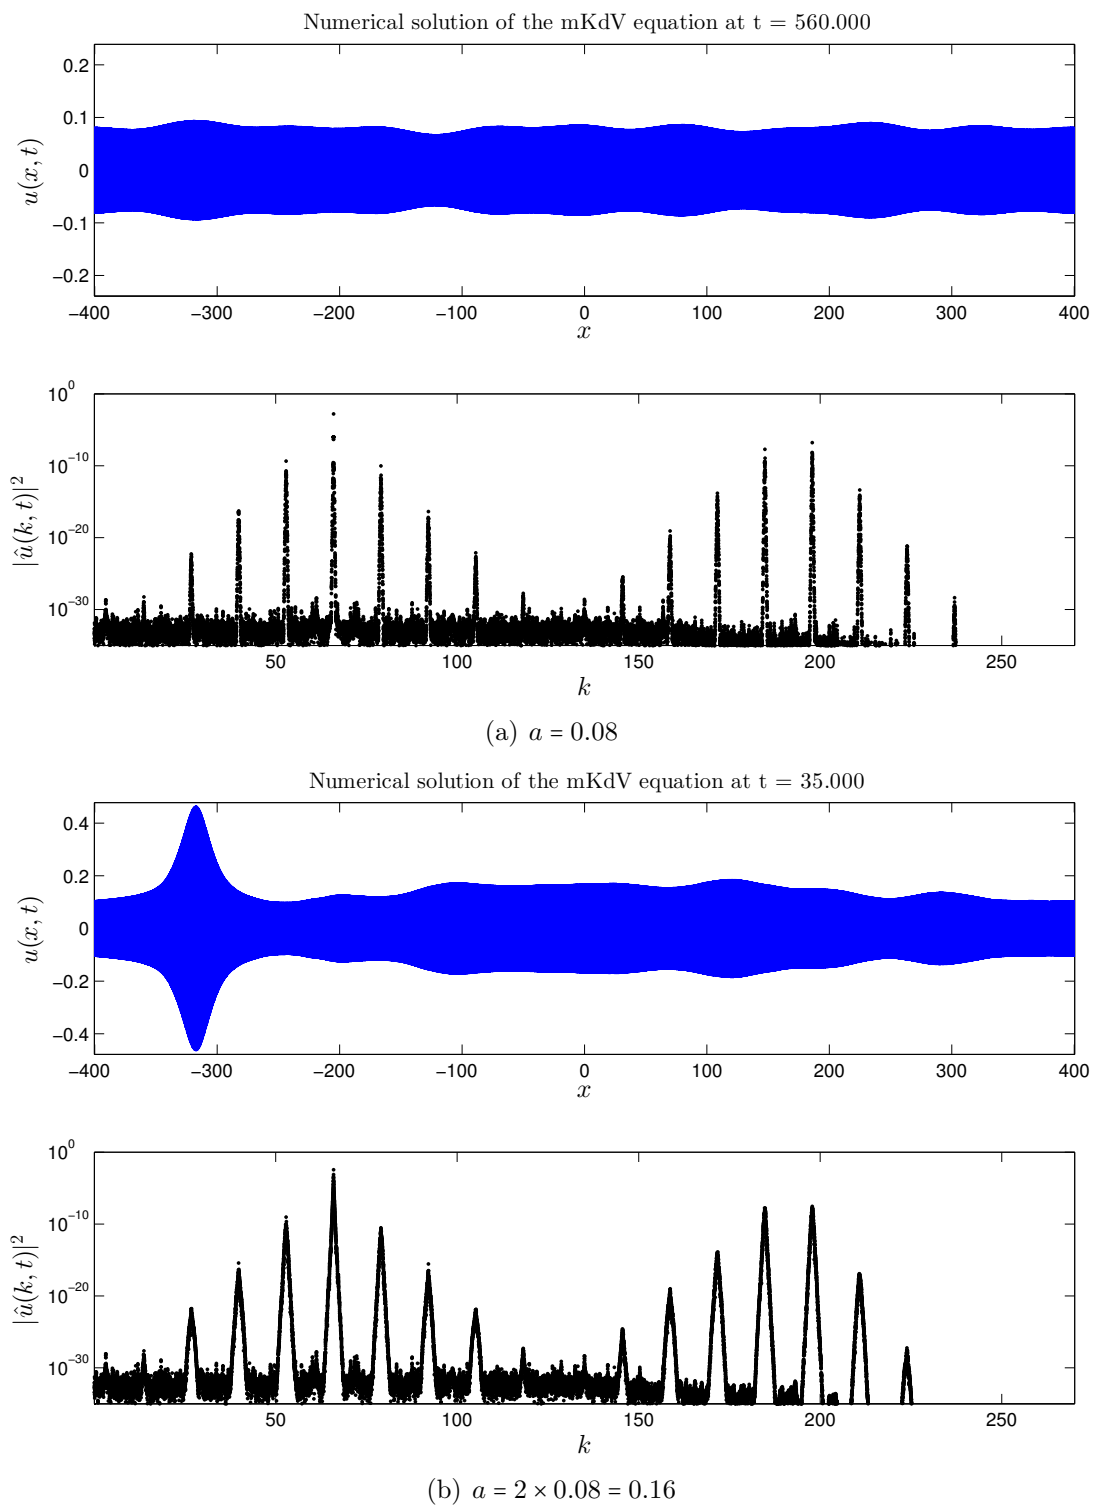 Numerical solution of the mKdV equation at t = 560.000
0.2
0.1
0
−0.1
−0.2
u(x, t)
−400 −300 −200 −100 0 100 200 300 400
x
10^0
10^−10
10^−20
10^−30
|û(k, t)|^2
50 100 150 200 250
k
(a) a = 0.08
Numerical solution of the mKdV equation at t = 35.000
0.4
0.2
0
−0.2
−0.4
u(x, t)
−400 −300 −200 −100 0 100 200 300 400
x
10^0
10^−10
10^−20
10^−30
|û(k, t)|^2
50 100 150 200 250
k
(b) a = 2 × 0.08 = 0.16